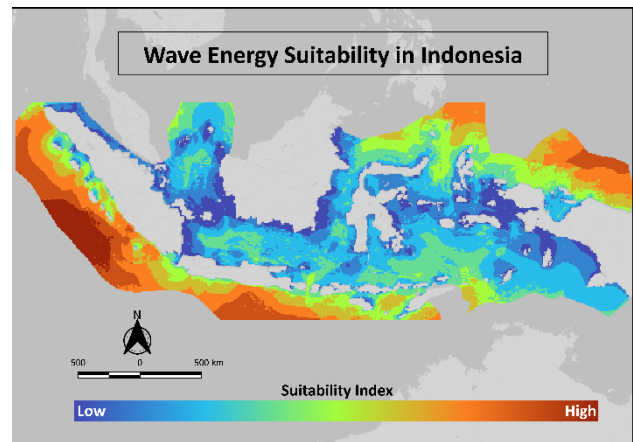 Wave Energy Suitability in Indonesia
N
500 0 500 km
Suitability Index
Low High